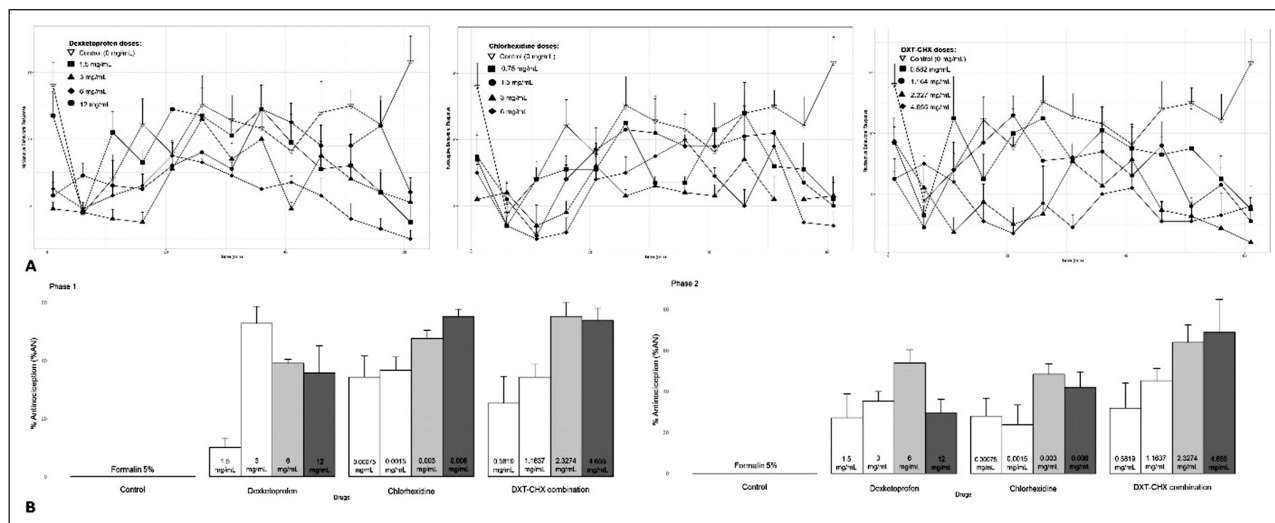 Dexketoprofen doses:
Control (0 mg/mL)
1.5 mg/mL
3 mg/mL
6 mg/mL
12 mg/mL
Chlorhexidine doses:
Control (0 mg/mL)
0.75 mg/mL
1.5 mg/mL
3 mg/mL
6 mg/mL
DXT-CHX doses:
Control (0 mg/mL)
0.582 mg/mL
1.164 mg/mL
2.327 mg/mL
4.655 mg/mL
A
Phase 1
% Antinociception (%AN)
Formalin 5%
1.5 mg/mL
3 mg/mL
6 mg/mL
12 mg/mL
0.00075 mg/mL
0.0015 mg/mL
0.003 mg/mL
0.006 mg/mL
0.5819 mg/mL
1.1637 mg/mL
2.3274 mg/mL
4.655 mg/mL
Control
Dexketoprofen
Chlorhexidine
DXT-CHX combination
Drugs
Phase 2
% Antinociception (%AN)
Formalin 5%
1.5 mg/mL
3 mg/mL
6 mg/mL
12 mg/mL
0.00075 mg/mL
0.0015 mg/mL
0.003 mg/mL
0.006 mg/mL
0.5819 mg/mL
1.1637 mg/mL
2.3274 mg/mL
4.655 mg/mL
Control
Dexketoprofen
Chlorhexidine
DXT-CHX combination
Drugs
B